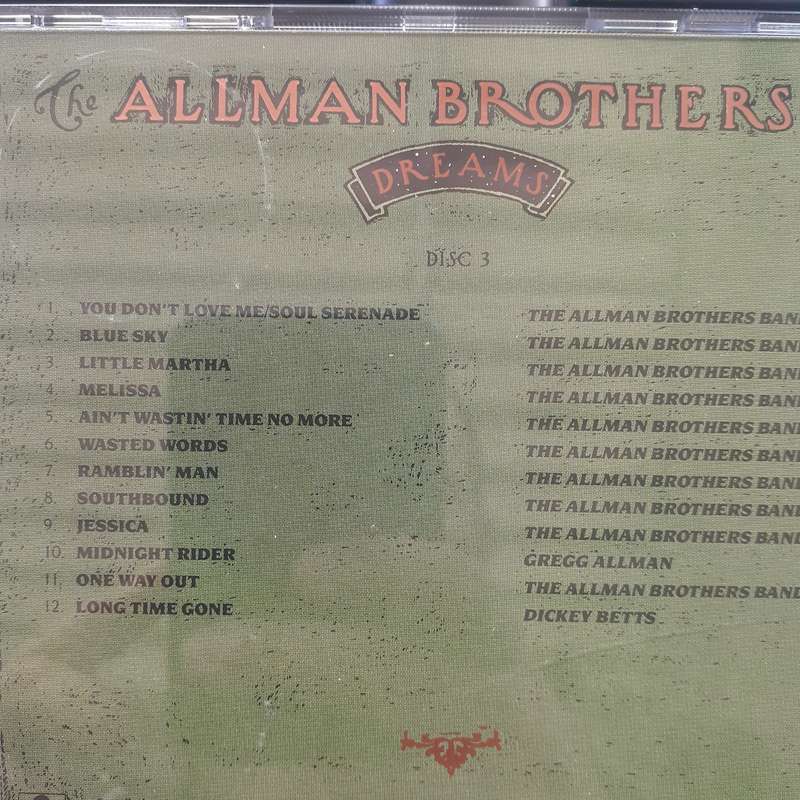 The ALLMAN BROTHERS
DREAMS
DISC 3
1. YOU DON'T LOVE ME/SOUL SERENADE THE ALLMAN BROTHERS BAND
2. BLUE SKY THE ALLMAN BROTHERS BAND
3. LITTLE MARTHA THE ALLMAN BROTHERS BAND
4. MELISSA THE ALLMAN BROTHERS BAND
5. AIN'T WASTIN' TIME NO MORE THE ALLMAN BROTHERS BAND
6. WASTED WORDS THE ALLMAN BROTHERS BAND
7. RAMBLIN' MAN THE ALLMAN BROTHERS BAND
8. SOUTHBOUND THE ALLMAN BROTHERS BAND
9. JESSICA THE ALLMAN BROTHERS BAND
10. MIDNIGHT RIDER GREGG ALLMAN
11. ONE WAY OUT THE ALLMAN BROTHERS BAND
12. LONG TIME GONE DICKEY BETTS